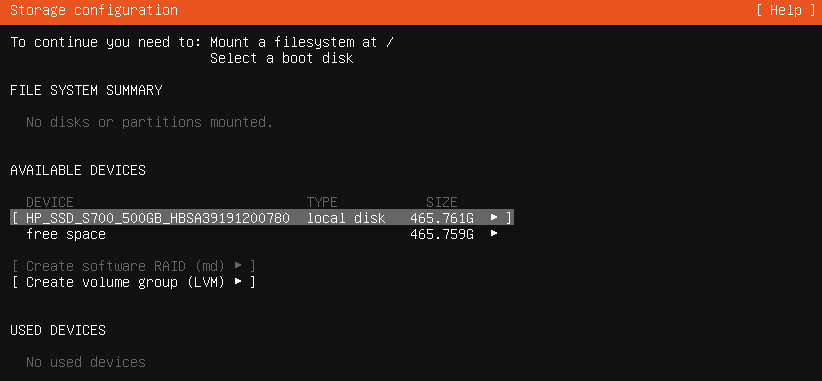 Storage configuration [ Help ]
To continue you need to: Mount a filesystem at /
Select a boot disk
FILE SYSTEM SUMMARY
No disks or partitions mounted.
AVAILABLE DEVICES
DEVICE TYPE SIZE
[ HP_SSD_S700_500GB_HBSA39191200780 local disk 465.761G ▸ ]
free space 465.759G ▸
[ Create software RAID (md) ▸ ]
[ Create volume group (LVM) ▸ ]
USED DEVICES
No used devices